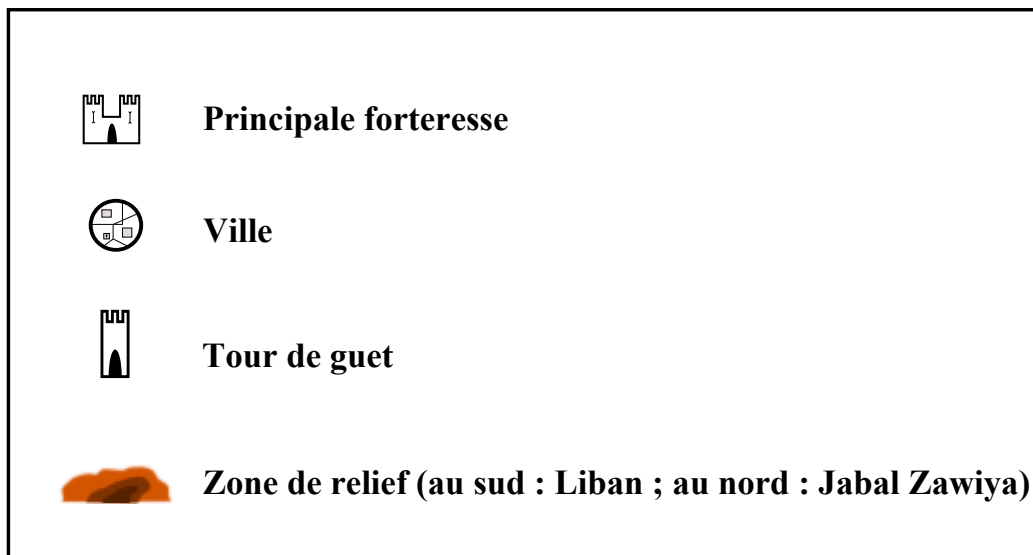 Principale forteresse
Ville
Tour de guet
Zone de relief (au sud : Liban ; au nord : Jabal Zawiya)